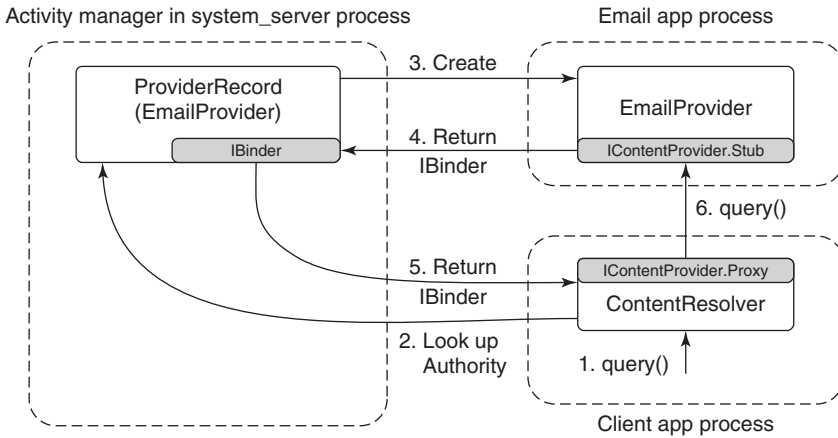 Activity manager in system_server process
Email app process
ProviderRecord
(EmailProvider)
IBinder
3. Create
EmailProvider
4. Return
IBinder
IContentProvider.Stub
6. query()
5. Return
IBinder
IContentProvider.Proxy
ContentResolver
2. Look up
Authority
1. query()
Client app process